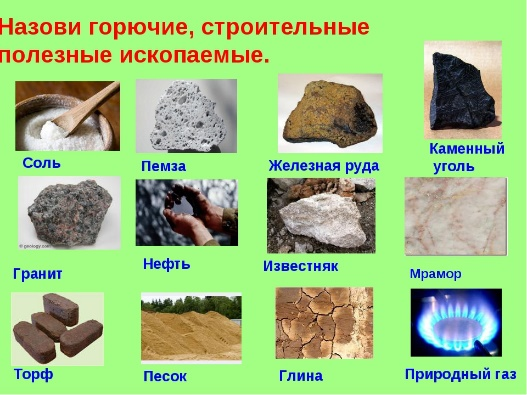 Назови горючие, строительные
полезные ископаемые.
Соль
Пемза
Железная руда
Каменный
уголь
Гранит
Нефть
Известняк
Мрамор
Торф
Песок
Глина
Природный газ